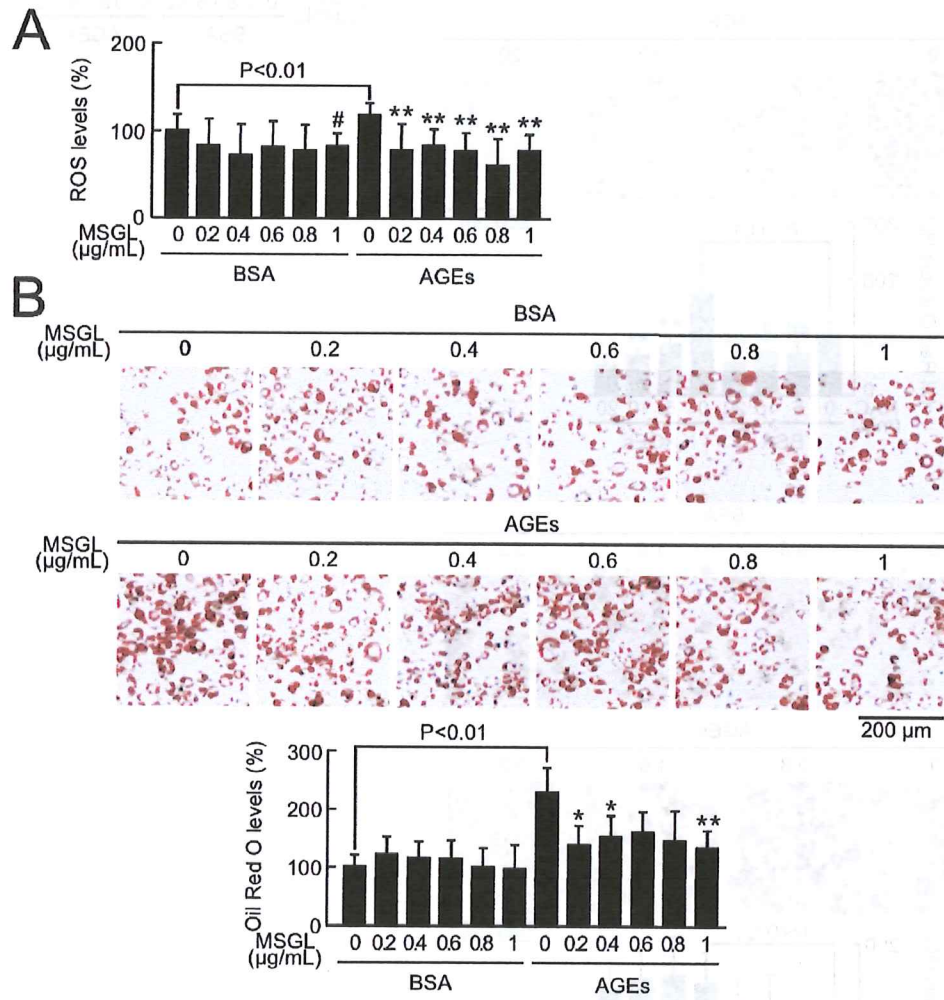 A
ROS levels (%)
200
100
0
P<0.01
# ** ** ** ** **
MSGL 0 0.2 0.4 0.6 0.8 1 0 0.2 0.4 0.6 0.8 1
(µg/mL)
BSA AGEs
B
BSA
MSGL
(µg/mL) 0 0.2 0.4 0.6 0.8 1
AGEs
MSGL
(µg/mL) 0 0.2 0.4 0.6 0.8 1
200 µm
Oil Red O levels (%)
300
200
100
0
P<0.01
* * **
MSGL 0 0.2 0.4 0.6 0.8 1 0 0.2 0.4 0.6 0.8 1
(µg/mL)
BSA AGEs